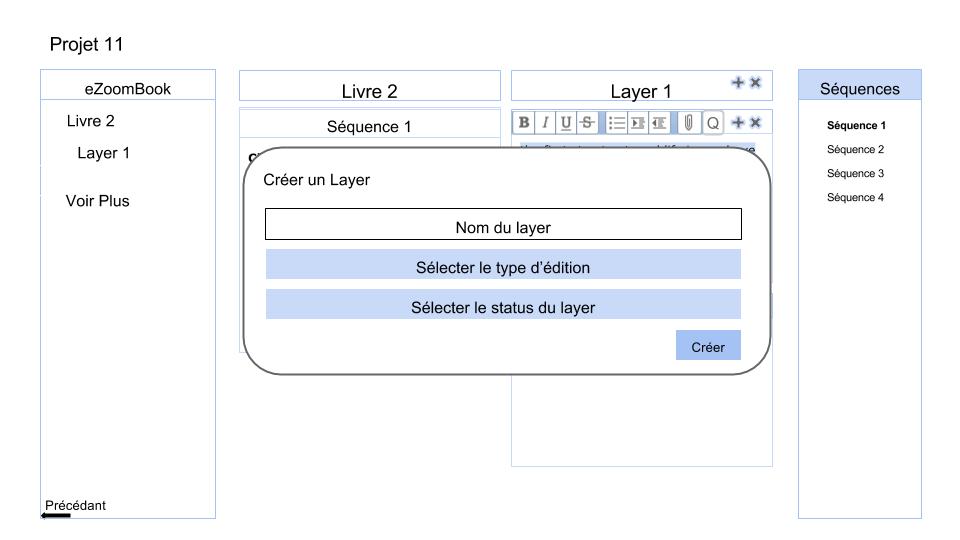 Projet 11
eZoomBook
Livre 2
Layer 1
Voir Plus
Précédant
Livre 2
Séquence 1
Layer 1
B I U S Q
Créer un Layer
Nom du layer
Sélecter le type d'édition
Sélecter le status du layer
Créer
Séquences
Séquence 1
Séquence 2
Séquence 3
Séquence 4